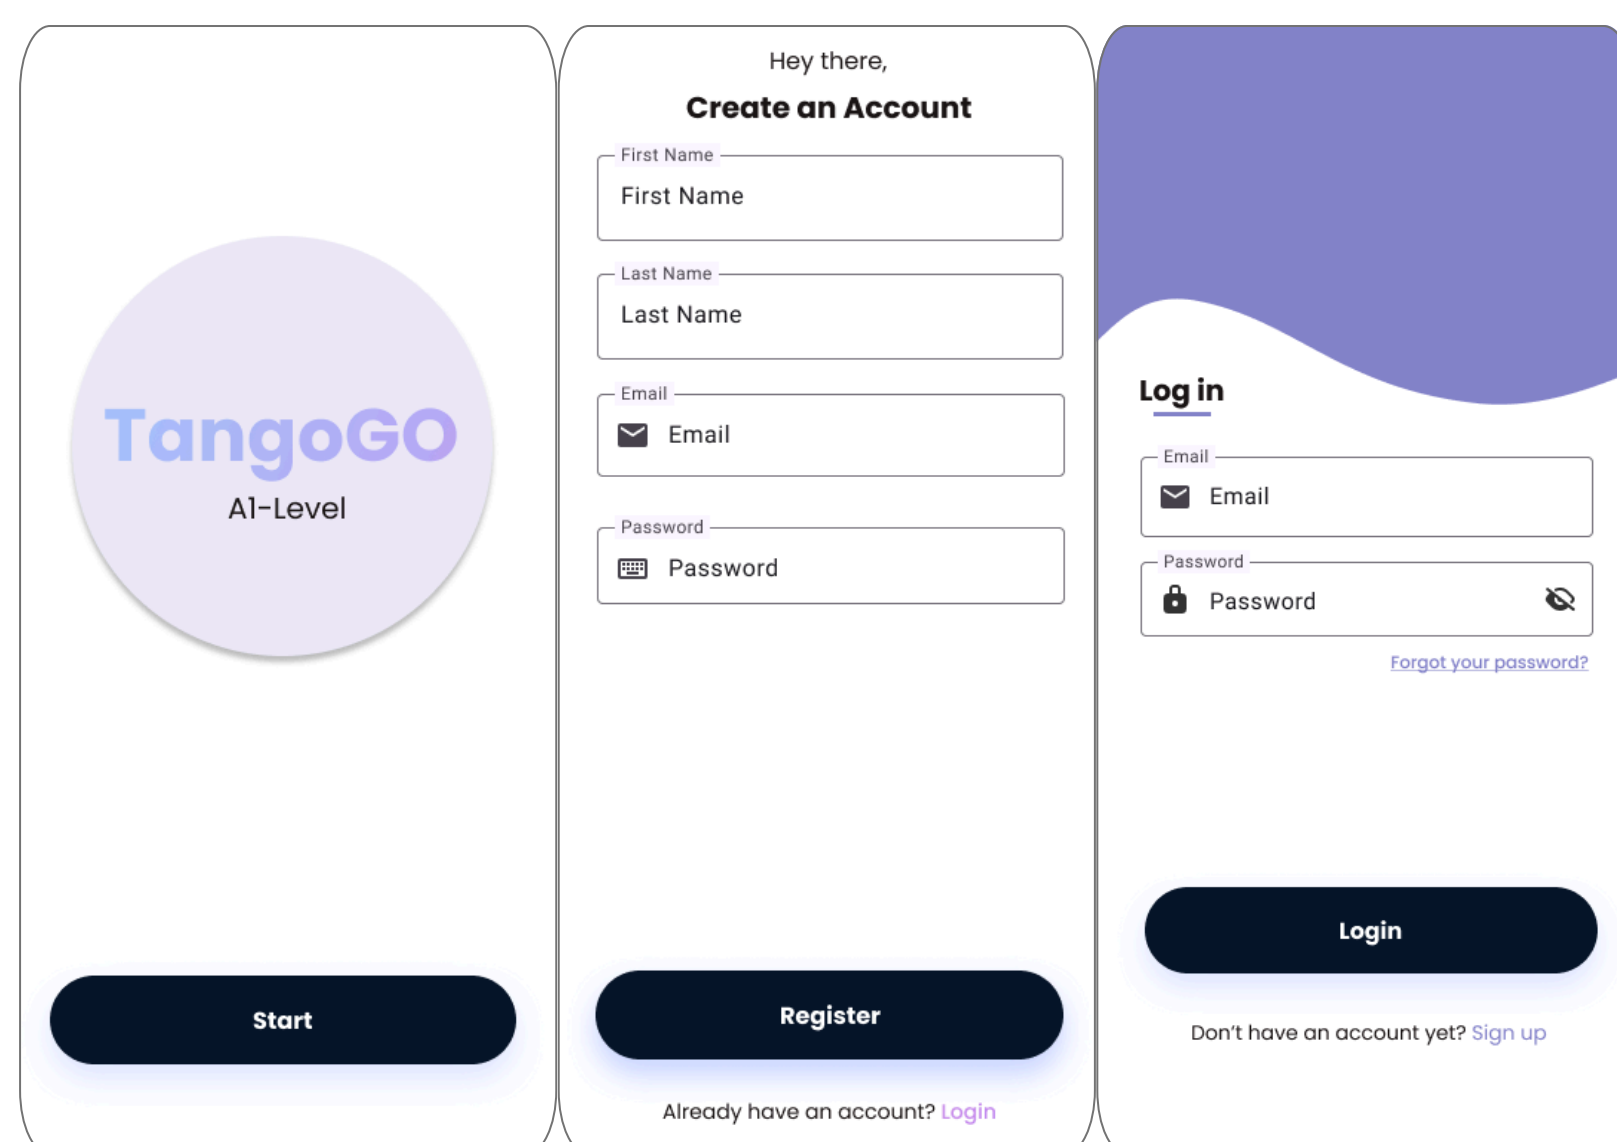 TangoGO
A1-Level
Start
Hey there,
Create an Account
First Name
First Name
Last Name
Last Name
Email
Email
Password
Password
Register
Already have an account? Login
Log in
Email
Email
Password
Password
Forgot your password?
Login
Don't have an account yet? Sign up